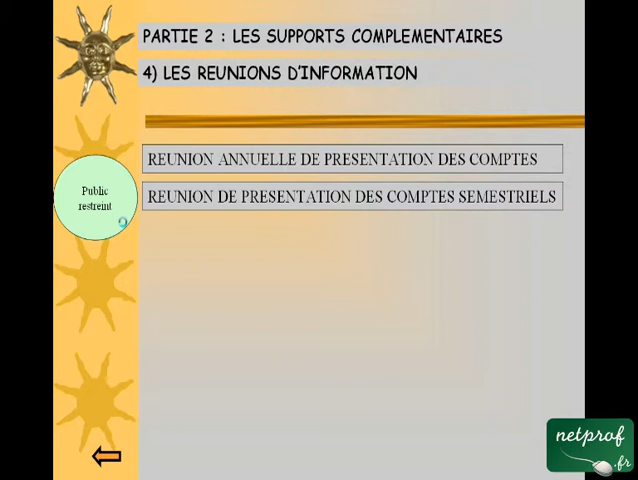 PARTIE 2 : LES SUPPORTS COMPLEMENTAIRES
4) LES REUNIONS D'INFORMATION
REUNION ANNUELLE DE PRESENTATION DES COMPTES
Public
restreint
REUNION DE PRESENTATION DES COMPTES SEMESTRIELS
netprof
.fr